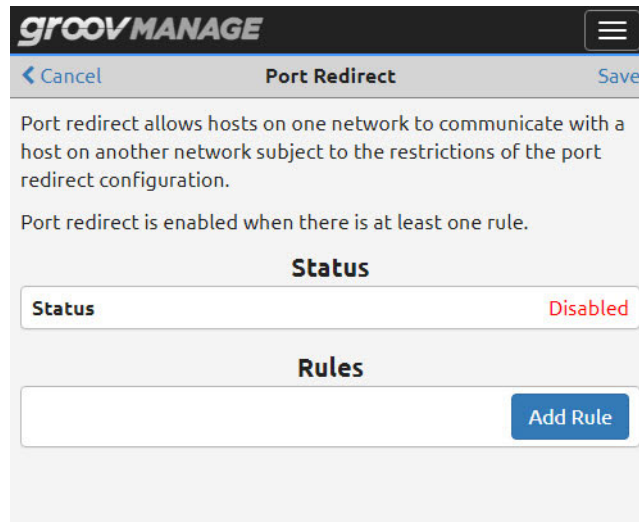 groov MANAGE
Cancel Port Redirect Save
Port redirect allows hosts on one network to communicate with a
host on another network subject to the restrictions of the port
redirect configuration.
Port redirect is enabled when there is at least one rule.
Status
Status Disabled
Rules
Add Rule